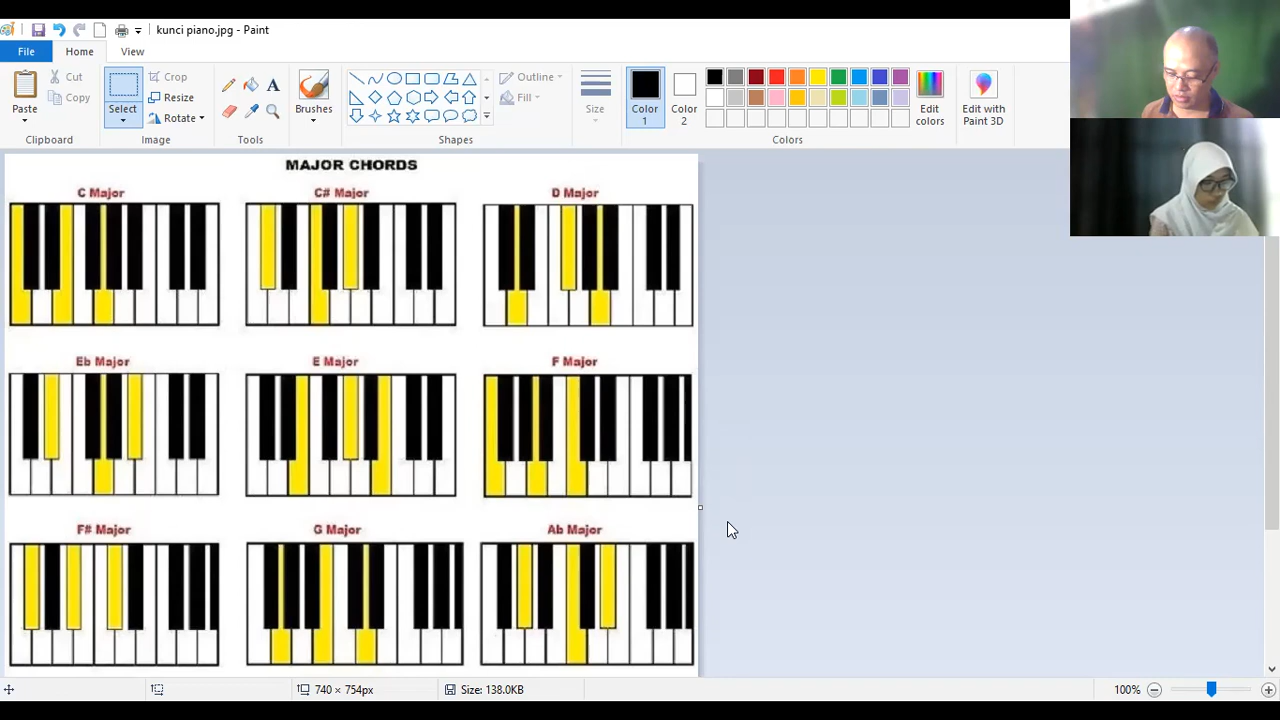 kunci piano.jpg - Paint
File Home View
Paste
Cut
Copy
Clipboard
Select
Crop
Resize
Rotate
Image
A
Tools
Brushes
Shapes
Outline
Fill
Size
Color 1
Color 2
Edit colors
Colors
Edit with Paint 3D
MAJOR CHORDS
C Major C# Major D Major
Eb Major E Major F Major
F# Major G Major Ab Major
740 × 754px
Size: 138.0KB
100%